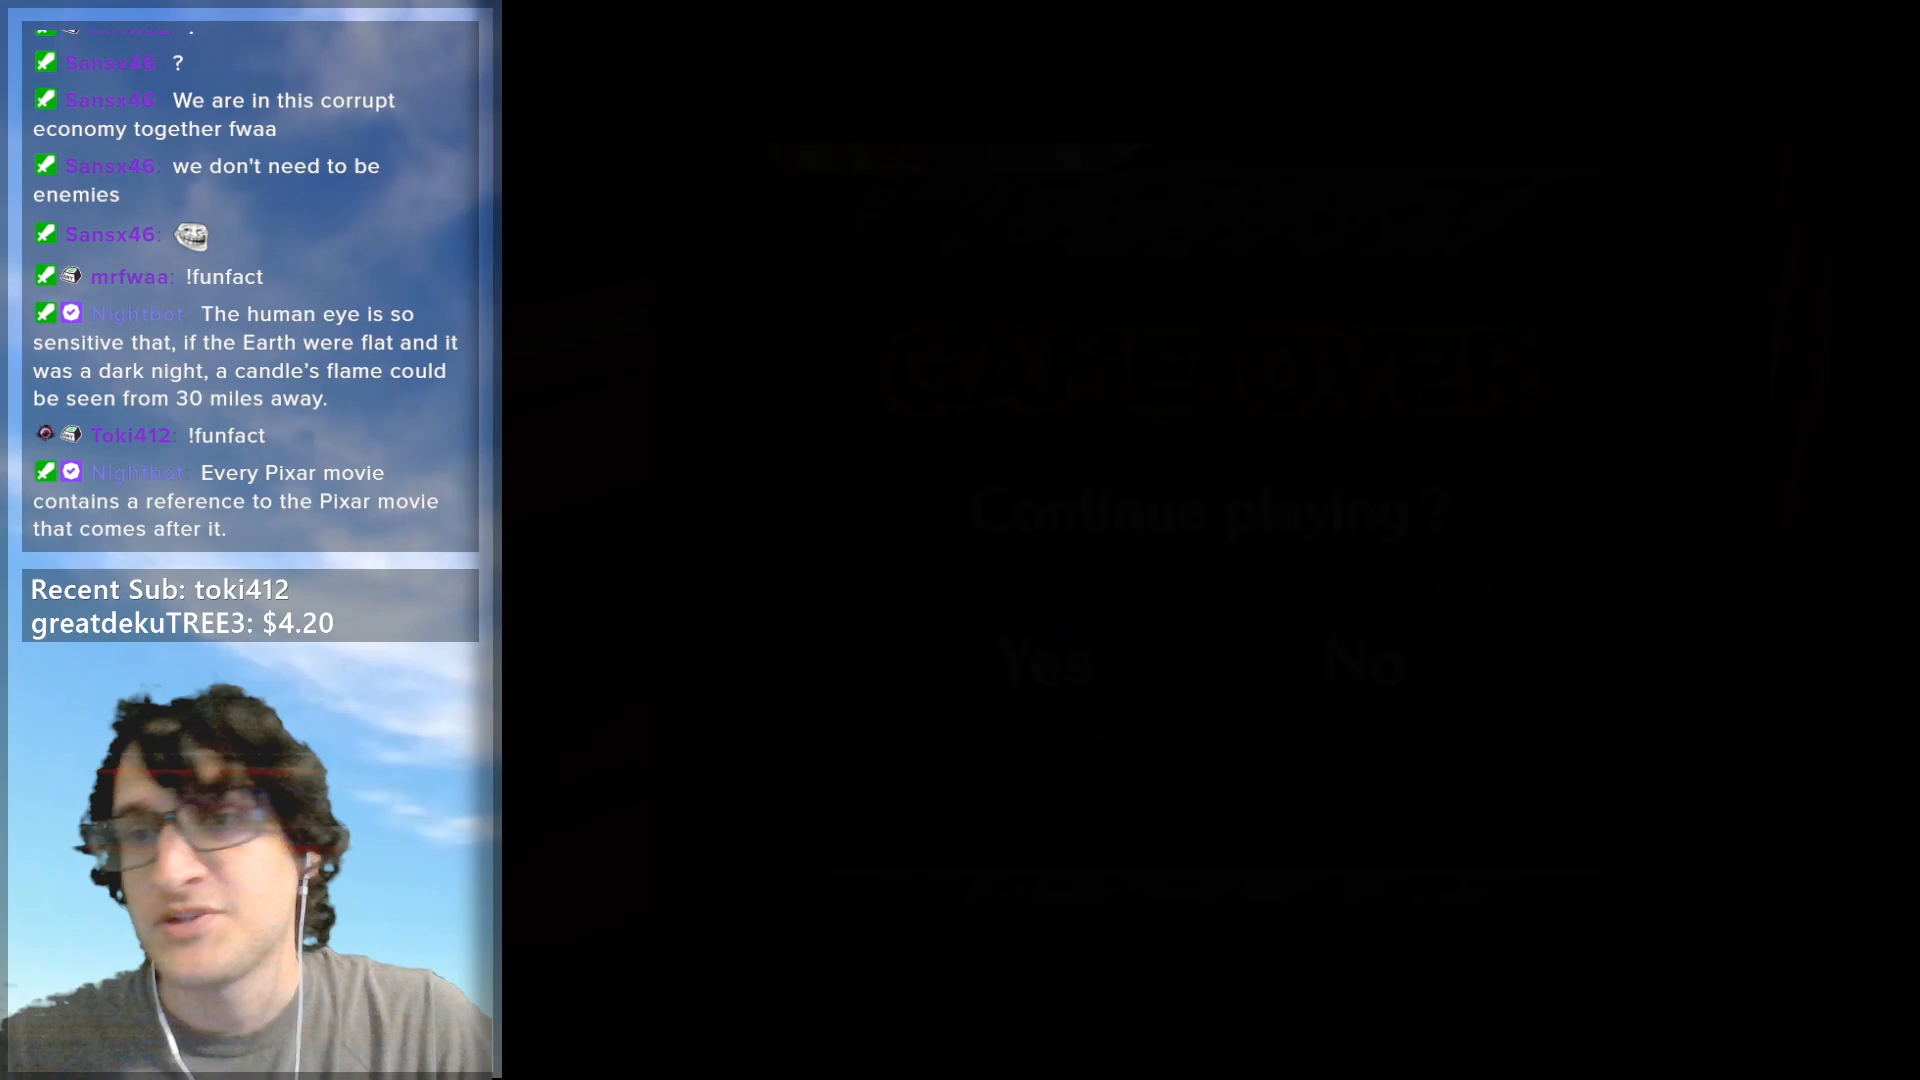 Sansx46: ?
Sansx46: We are in this corrupt
economy together fwaa
Sansx46: we don't need to be
enemies
Sansx46:
mrfwaa: !funfact
Nightbot: The human eye is so
sensitive that, if the Earth were flat and it
was a dark night, a candle’s flame could
be seen from 30 miles away.
Toki412: !funfact
Nightbot: Every Pixar movie
contains a reference to the Pixar movie
that comes after it.
Recent Sub: toki412
greatdekuTREE3: $4.20
GAME OVER
Continue playing?
Yes
No